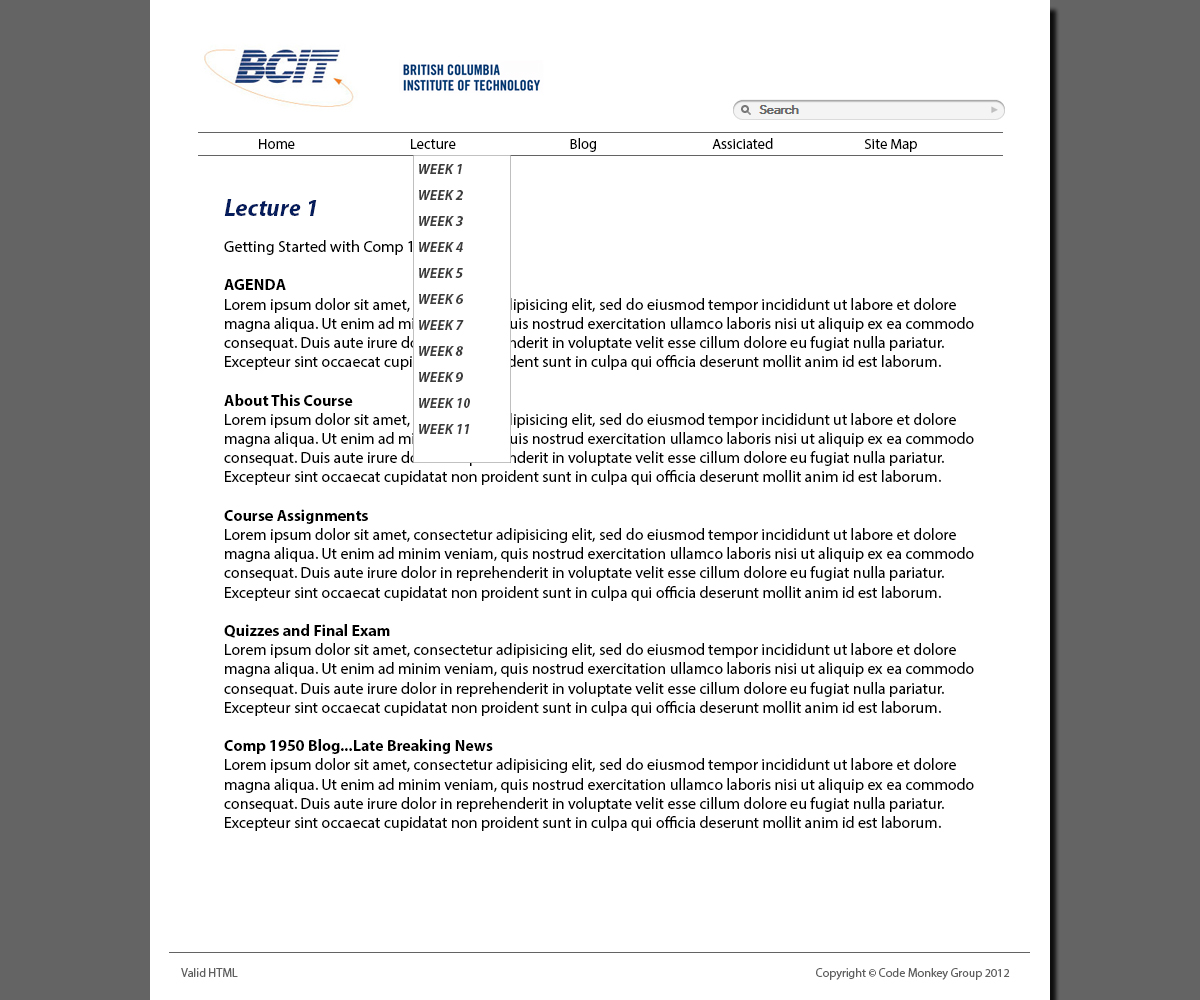 BCIT
BRITISH COLUMBIA
INSTITUTE OF TECHNOLOGY
Search
Home Lecture Blog Assiciated Site Map
WEEK 1
WEEK 2
WEEK 3
WEEK 4
WEEK 5
WEEK 6
WEEK 7
WEEK 8
WEEK 9
WEEK 10
WEEK 11
Lecture 1
Getting Started with Comp 1
AGENDA
Lorem ipsum dolor sit amet, lipisicing elit, sed do eiusmod tempor incididunt ut labore et dolore
magna aliqua. Ut enim ad mi uis nostrud exercitation ullamco laboris nisi ut aliquip ex ea commodo
consequat. Duis aute irure do nderit in voluptate velit esse cillum dolore eu fugiat nulla pariatur.
Excepteur sint occaecat cupi dent sunt in culpa qui officia deserunt mollit anim id est laborum.
About This Course
Lorem ipsum dolor sit amet, lipisicing elit, sed do eiusmod tempor incididunt ut labore et dolore
magna aliqua. Ut enim ad mi uis nostrud exercitation ullamco laboris nisi ut aliquip ex ea commodo
consequat. Duis aute irure do nderit in voluptate velit esse cillum dolore eu fugiat nulla pariatur.
Excepteur sint occaecat cupidatat non proident sunt in culpa qui officia deserunt mollit anim id est laborum.
Course Assignments
Lorem ipsum dolor sit amet, consectetur adipisicing elit, sed do eiusmod tempor incididunt ut labore et dolore
magna aliqua. Ut enim ad minim veniam, quis nostrud exercitation ullamco laboris nisi ut aliquip ex ea commodo
consequat. Duis aute irure dolor in reprehenderit in voluptate velit esse cillum dolore eu fugiat nulla pariatur.
Excepteur sint occaecat cupidatat non proident sunt in culpa qui officia deserunt mollit anim id est laborum.
Quizzes and Final Exam
Lorem ipsum dolor sit amet, consectetur adipisicing elit, sed do eiusmod tempor incididunt ut labore et dolore
magna aliqua. Ut enim ad minim veniam, quis nostrud exercitation ullamco laboris nisi ut aliquip ex ea commodo
consequat. Duis aute irure dolor in reprehenderit in voluptate velit esse cillum dolore eu fugiat nulla pariatur.
Excepteur sint occaecat cupidatat non proident sunt in culpa qui officia deserunt mollit anim id est laborum.
Comp 1950 Blog...Late Breaking News
Lorem ipsum dolor sit amet, consectetur adipisicing elit, sed do eiusmod tempor incididunt ut labore et dolore
magna aliqua. Ut enim ad minim veniam, quis nostrud exercitation ullamco laboris nisi ut aliquip ex ea commodo
consequat. Duis aute irure dolor in reprehenderit in voluptate velit esse cillum dolore eu fugiat nulla pariatur.
Excepteur sint occaecat cupidatat non proident sunt in culpa qui officia deserunt mollit anim id est laborum.
Valid HTML
Copyright © Code Monkey Group 2012